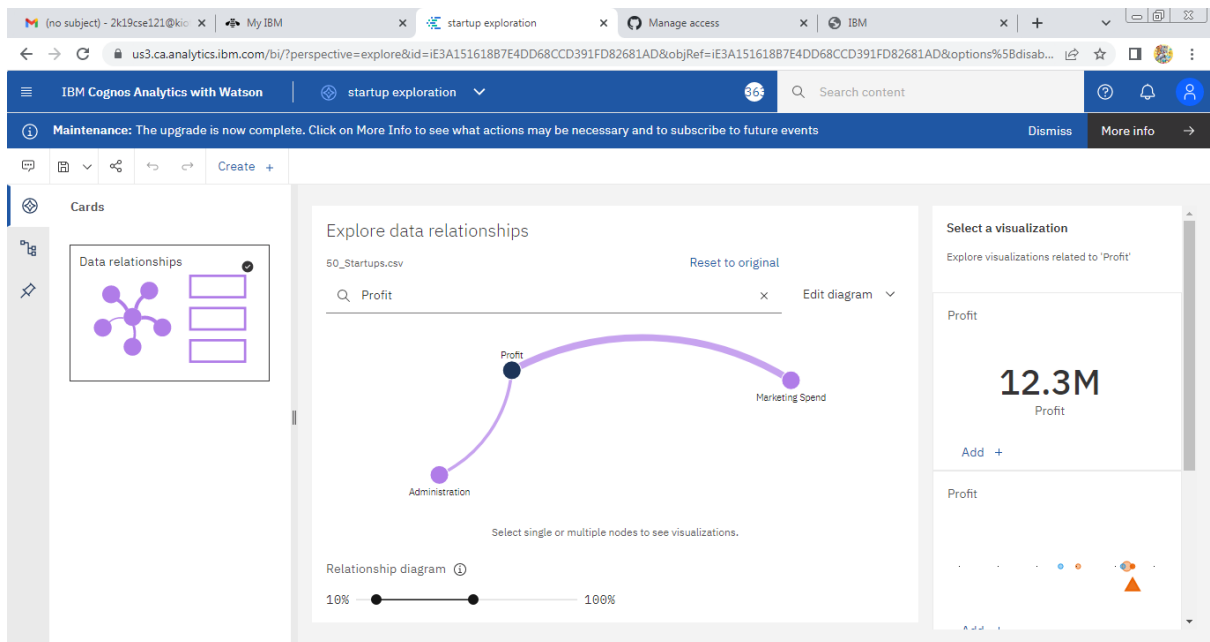 (no subject) - 2k19cse121@kio
My IBM
startup exploration
Manage access
IBM
us3.ca.analytics.ibm.com/bi/?perspective=explore&id=iE3A151618B7E4DD68CCD391FD82681AD&objRef=iE3A151618B7E4DD68CCD391FD82681AD&options%5Bdisab...
IBM Cognos Analytics with Watson
startup exploration
363
Search content
Maintenance: The upgrade is now complete. Click on More Info to see what actions may be necessary and to subscribe to future events
Dismiss
More info
Create +
Cards
Data relationships
Explore data relationships
50_Startups.csv
Reset to original
Profit
Edit diagram
Profit
Marketing Spend
Administration
Select single or multiple nodes to see visualizations.
Relationship diagram
10%
100%
Select a visualization
Explore visualizations related to 'Profit'
Profit
12.3M
Profit
Add +
Profit
Add +